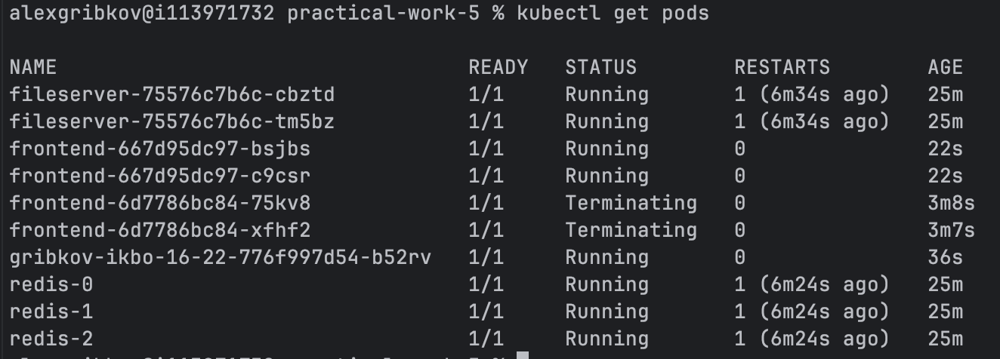 alexgribkov@i113971732 practical-work-5 % kubectl get pods
NAME READY STATUS RESTARTS AGE
fileserver-75576c7b6c-cbztd 1/1 Running 1 (6m34s ago) 25m
fileserver-75576c7b6c-tm5bz 1/1 Running 1 (6m34s ago) 25m
frontend-667d95dc97-bsjbs 1/1 Running 0 22s
frontend-667d95dc97-c9csr 1/1 Running 0 22s
frontend-6d7786bc84-75kv8 1/1 Terminating 0 3m8s
frontend-6d7786bc84-xfhf2 1/1 Terminating 0 3m7s
gribkov-ikbo-16-22-776f997d54-b52rv 1/1 Running 0 36s
redis-0 1/1 Running 1 (6m24s ago) 25m
redis-1 1/1 Running 1 (6m24s ago) 25m
redis-2 1/1 Running 1 (6m24s ago) 25m